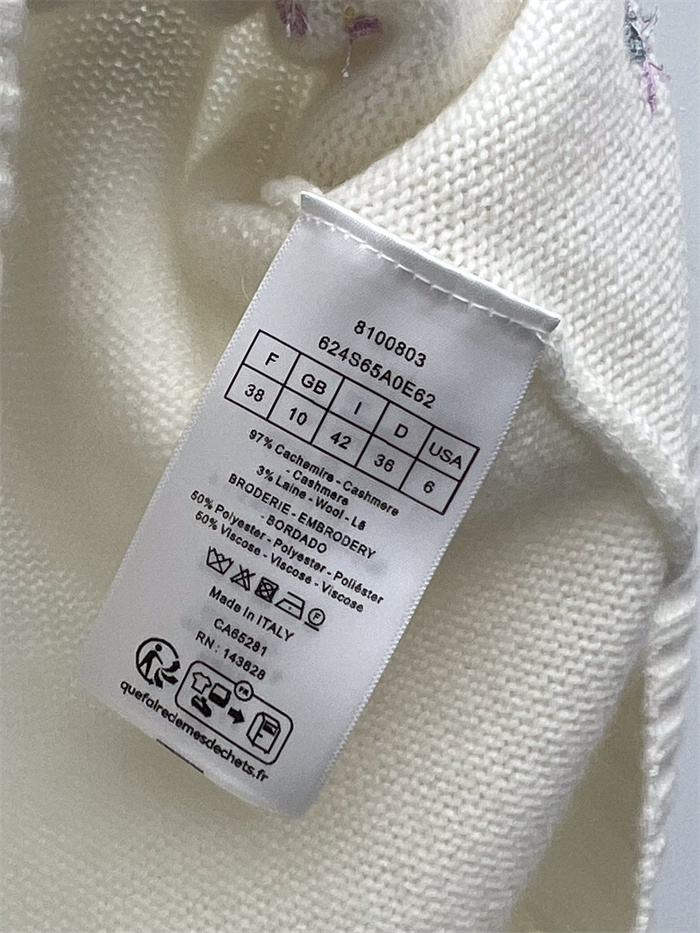 8100803
624S65A0E62
F GB I D USA
38 10 42 36 6
97% Cachemire - Cashmere
- Cashmere
3% Laine - Wool - Lã
BRODERIE - EMBRODERY
- BORDADO
50% Polyester - Polyester - Poliéster
50% Viscose - Viscose - Viscose
F
Made in ITALY
CA65281
RN : 143628
FR
quefairedemesdechets.fr